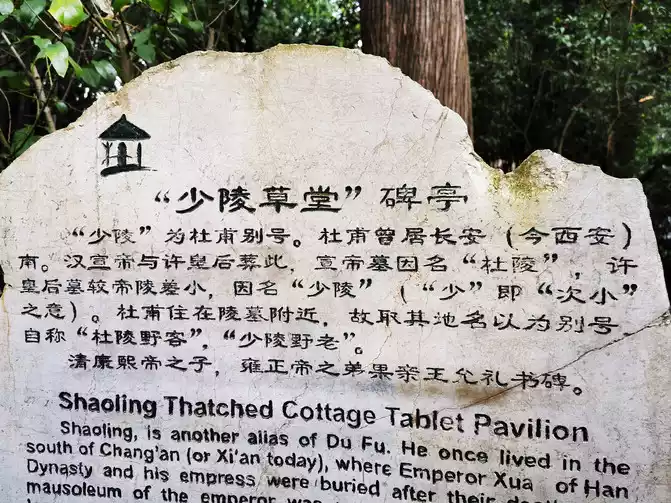 “少陵草堂”碑亭
“少陵”为杜甫别号。杜甫曾居长安（今西安）
南。汉宣帝与许皇后葬此，宣帝墓因名“杜陵”，许
皇后墓较帝陵差小，因名“少陵”（“少”即“次小”
之意）。杜甫住在陵墓附近，故取其地名以为别号
自称“杜陵野客”，“少陵野老”。
清康熙帝之子，雍正帝之弟果亲王允礼书碑。
Shaoling Thatched Cottage Tablet Pavilion
Shaoling, is another alias of Du Fu. He once lived in the
south of Chang'an (or Xi'an today), where Emperor Xua of Han
Dynasty and his empress were buried after their
mausoleum of the emperor was